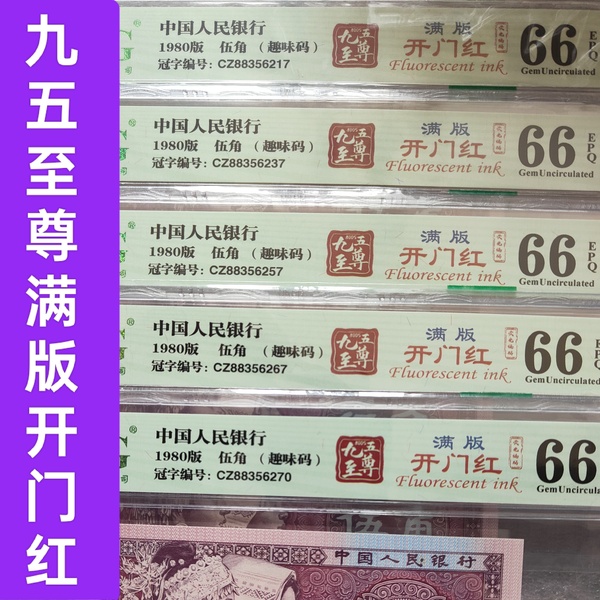 九五至尊满版开门红
中国人民银行
1980版 伍角 （趣味码）
冠字编号: CZ88356217
九五至尊
满版
开门红
Fluorescent ink
66
EPQ
GemUncirculated
中国人民银行
1980版 伍角 （趣味码）
冠字编号: CZ88356237
九五至尊
满版
开门红
Fluorescent ink
66
EPQ
GemUncirculated
中国人民银行
1980版 伍角 （趣味码）
冠字编号: CZ88356257
九五至尊
满版
开门红
Fluorescent ink
66
EPQ
GemUncirculated
中国人民银行
1980版 伍角 （趣味码）
冠字编号: CZ88356267
九五至尊
满版
开门红
Fluorescent ink
66
EPQ
GemUncirculated
中国人民银行
1980版 伍角 （趣味码）
冠字编号: CZ88356270
九五至尊
满版
开门红
Fluorescent ink
66
GemUncirculated
伍角
中国人民银行